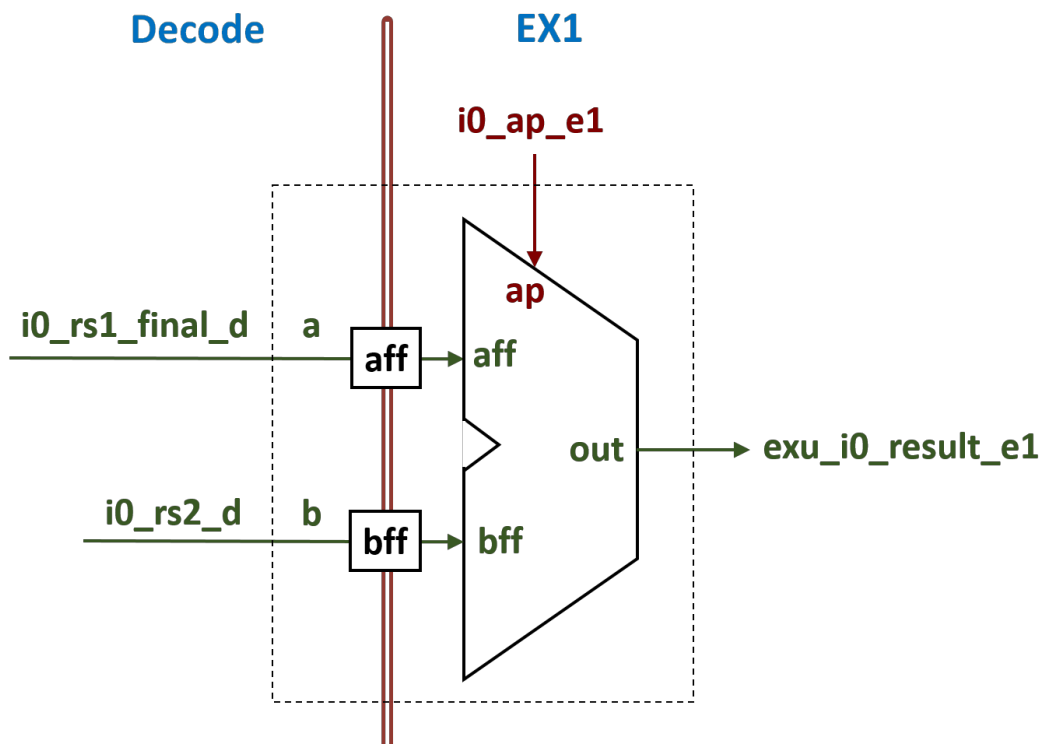 Decode
EX1
i0_ap_e1
ap
i0_rs1_final_d
a
aff
aff
out
exu_i0_result_e1
i0_rs2_d
b
bff
bff